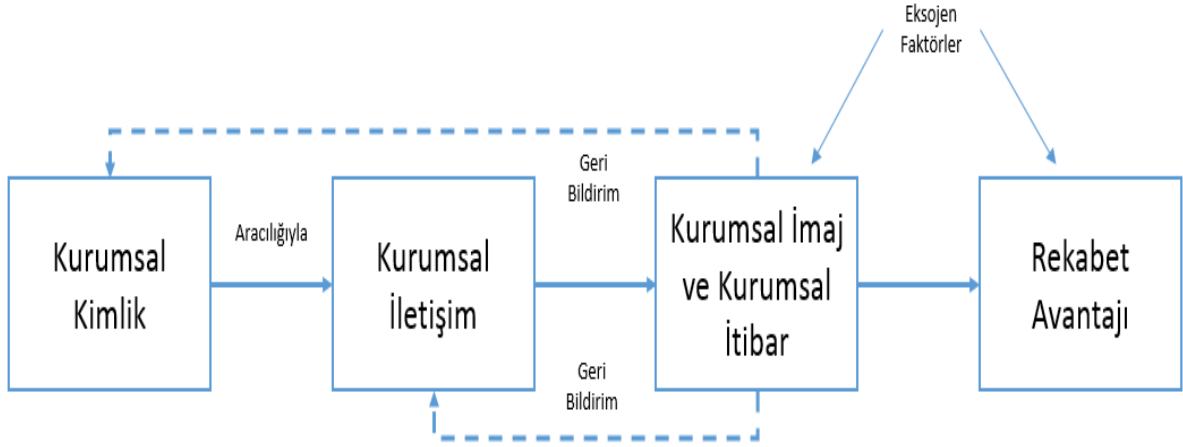 Eksojen
Faktörler
Geri
Bildirim
Kurumsal
Kimlik
Aracılığıyla
Kurumsal
İletişim
Kurumsal İmaj
ve Kurumsal
İtibar
Rekabet
Avantajı
Geri
Bildirim